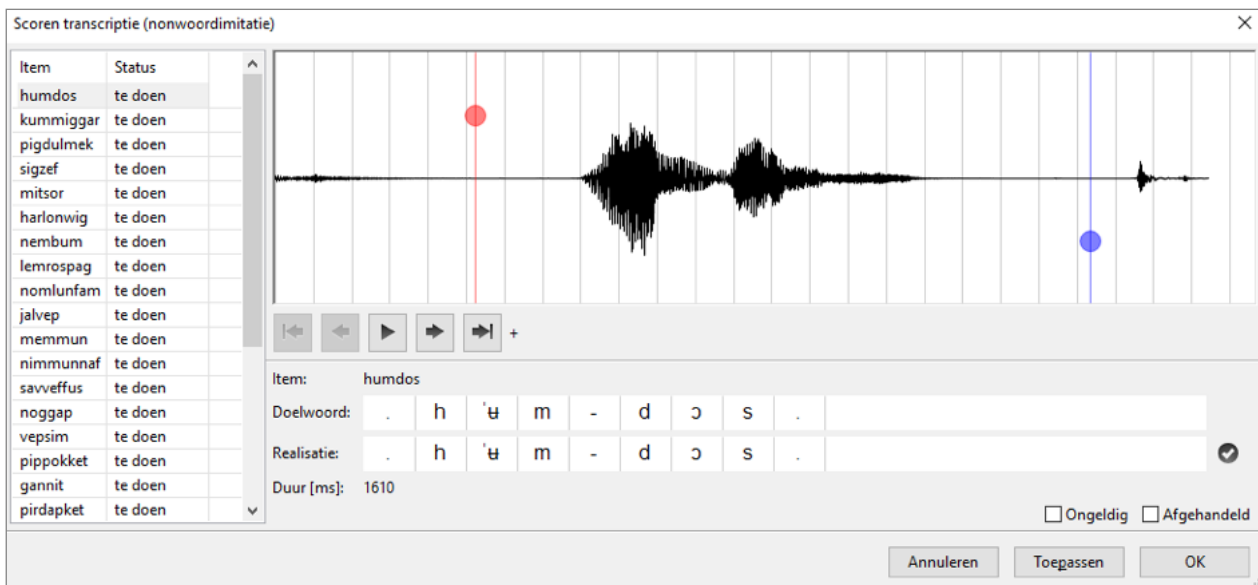 Scoren transcriptie (nonwoordimitatie)
Item Status
humdos te doen
kummiggar te doen
pigdulmek te doen
sigzef te doen
mitsor te doen
harlonwig te doen
nembum te doen
lemrospag te doen
nomlunfam te doen
jalvep te doen
memmun te doen
nimmunnaf te doen
savveffus te doen
noggap te doen
vepsim te doen
pippokket te doen
gannit te doen
pirdapket te doen
+
Item: humdos
Doelwoord: . h ˈʉ m - d ɔ s .
Realisatie: . h ˈʉ m - d ɔ s .
Duur [ms]: 1610
Ongeldig Afgehandeld
Annuleren Toepassen OK